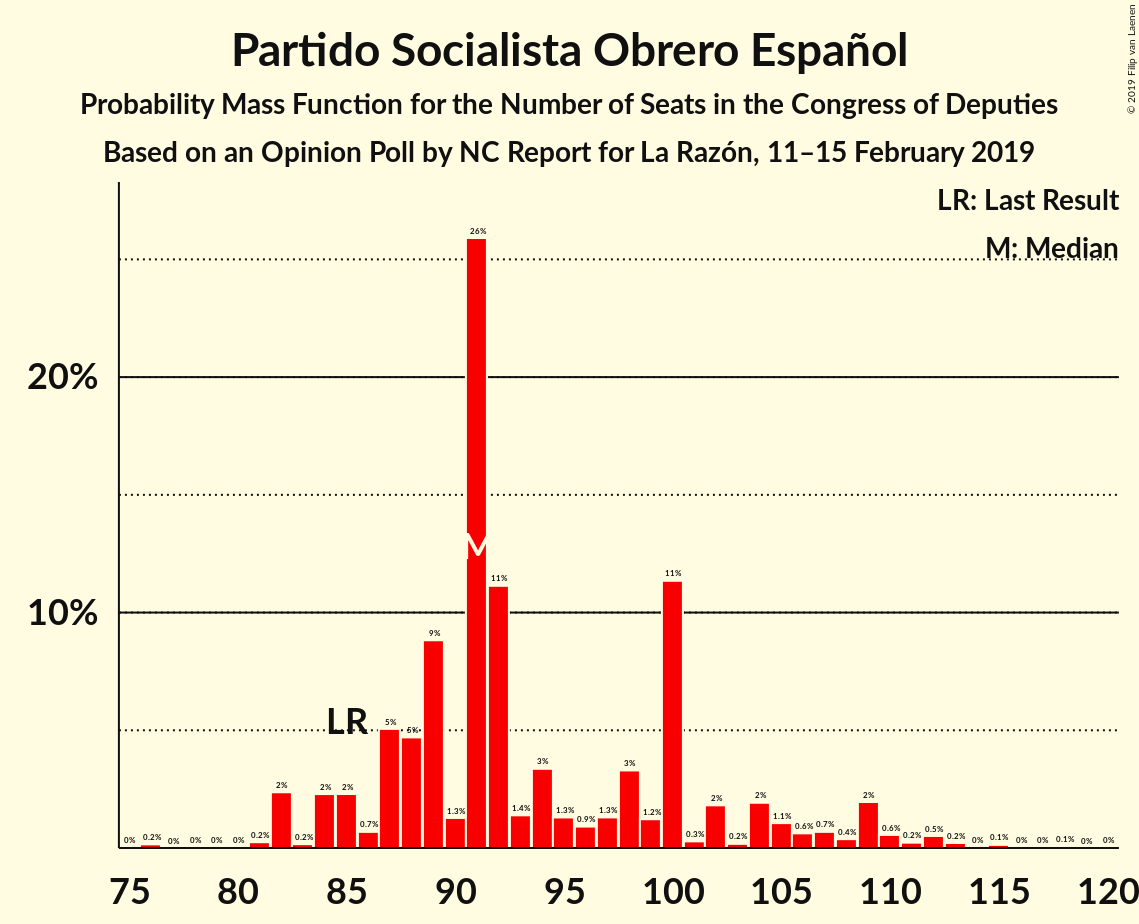 Partido Socialista Obrero Español
Probability Mass Function for the Number of Seats in the Congress of Deputies
Based on an Opinion Poll by NC Report for La Razón, 11–15 February 2019
© 2019 Filip van Laenen
LR: Last Result
M: Median
20%
10%
LR
M
0% 0.2% 0% 0% 0% 0% 0.2% 2% 0.2% 2% 2% 0.7% 5% 5% 9% 1.3% 26% 11% 1.4% 3% 1.3% 0.9% 1.3% 3% 1.2% 11% 0.3% 2% 0.2% 2% 1.1% 0.6% 0.7% 0.4% 2% 0.6% 0.2% 0.5% 0.2% 0% 0.1% 0% 0% 0.1% 0% 0%
75 80 85 90 95 100 105 110 115 120